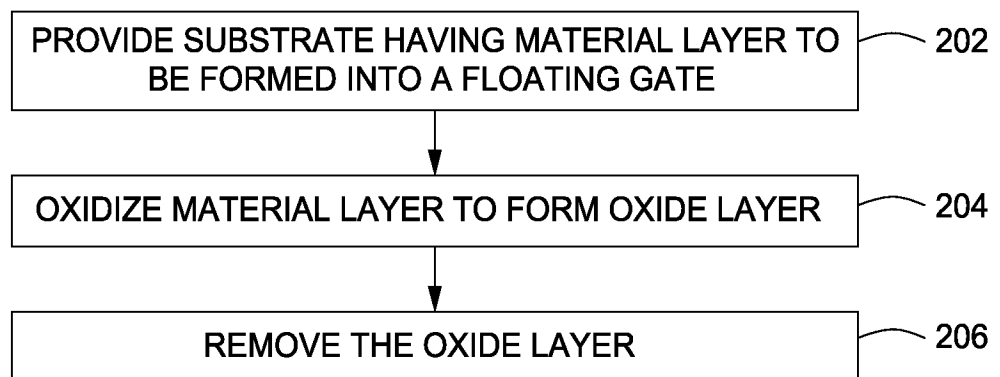 PROVIDE SUBSTRATE HAVING MATERIAL LAYER TO
BE FORMED INTO A FLOATING GATE
202
OXIDIZE MATERIAL LAYER TO FORM OXIDE LAYER
204
REMOVE THE OXIDE LAYER
206